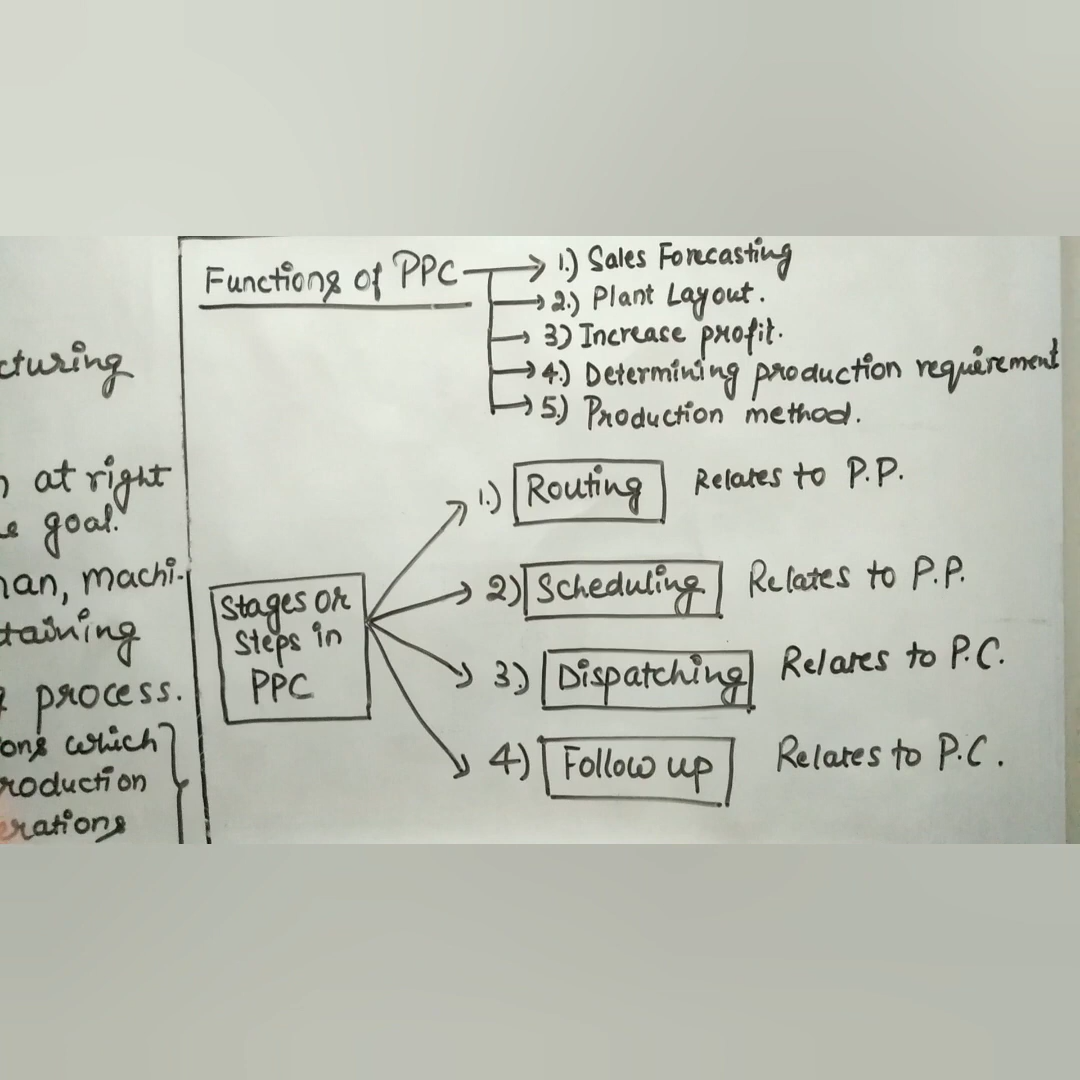 Functions of PPC
1.) Sales Forecasting
2.) Plant Layout.
3) Increase profit.
4.) Determining production requirement
5.) Production method.
Stages or
Steps in
PPC
1.) Routing Relates to P.P.
2) Scheduling Relates to P.P.
3) Dispatching Relates to P.C.
4) Follow up Relates to P.C.
cturing
at right
goal.
man, machi-
taining
process.
ons which
roduction
erations